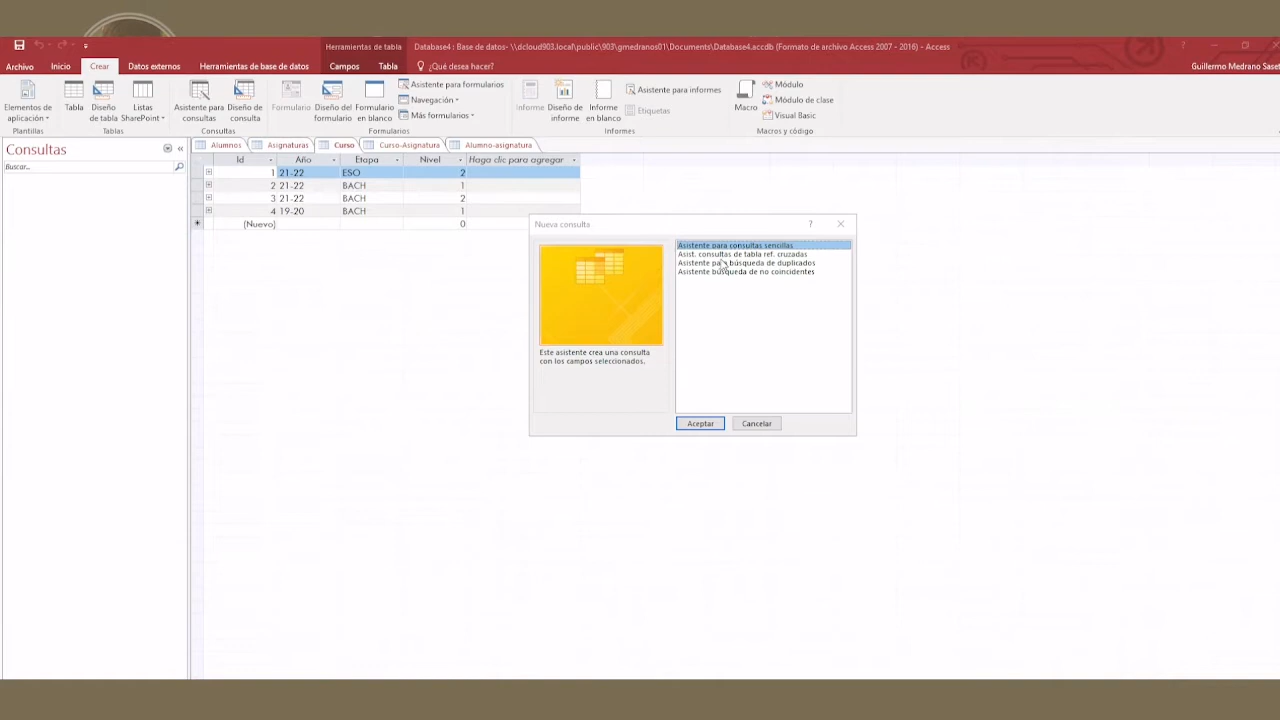 Herramientas de tabla
Database4 : Base de datos- \\dcloud903.local\public\903\gmedranos01\Documents\Database4.accdb (Formato de archivo Access 2007 - 2016) - Access
Archivo Inicio Crear Datos externos Herramientas de base de datos Campos Tabla ¿Qué desea hacer?
Guillermo Medrano Saset
Elementos de aplicación
Tabla
Diseño de tabla
Listas SharePoint
Asistente para consultas
Diseño de consulta
Formulario
Diseño del formulario
Formulario en blanco
Asistente para formularios
Navegación
Más formularios
Informe
Diseño de informe
Informe en blanco
Asistente para informes
Etiquetas
Macro
Módulo
Módulo de clase
Visual Basic
Plantillas Tablas Consultas Formularios Informes Macros y código
Consultas
Buscar...
Alumnos Asignaturas Curso Curso-Asignatura Alumno-asignatura
Id Año Etapa Nivel Haga clic para agregar
1 21-22 ESO 2
2 21-22 BACH 1
3 21-22 BACH 2
4 19-20 BACH 1
(Nuevo) 0
Nueva consulta
Asistente para consultas sencillas
Asist. consultas de tabla ref. cruzadas
Asistente para búsqueda de duplicados
Asistente búsqueda de no coincidentes
Este asistente crea una consulta
con los campos seleccionados.
Aceptar Cancelar